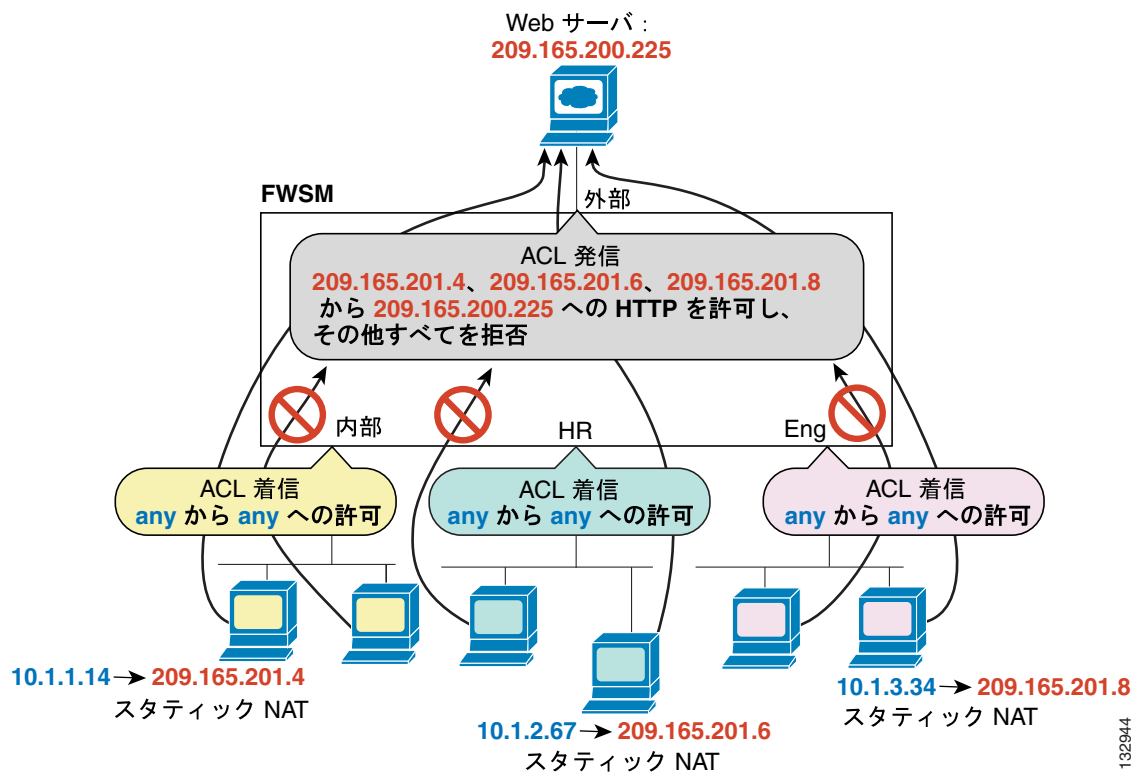 Web サーバ：
209.165.200.225
FWSM
外部
ACL 発信
209.165.201.4、209.165.201.6、209.165.201.8
から 209.165.200.225 への HTTP を許可し、
その他すべてを拒否
内部
HR
Eng
ACL 着信
any から any への許可
ACL 着信
any から any への許可
ACL 着信
any から any への許可
10.1.1.14 → 209.165.201.4
スタティック NAT
10.1.2.67 → 209.165.201.6
スタティック NAT
10.1.3.34 → 209.165.201.8
スタティック NAT
132944